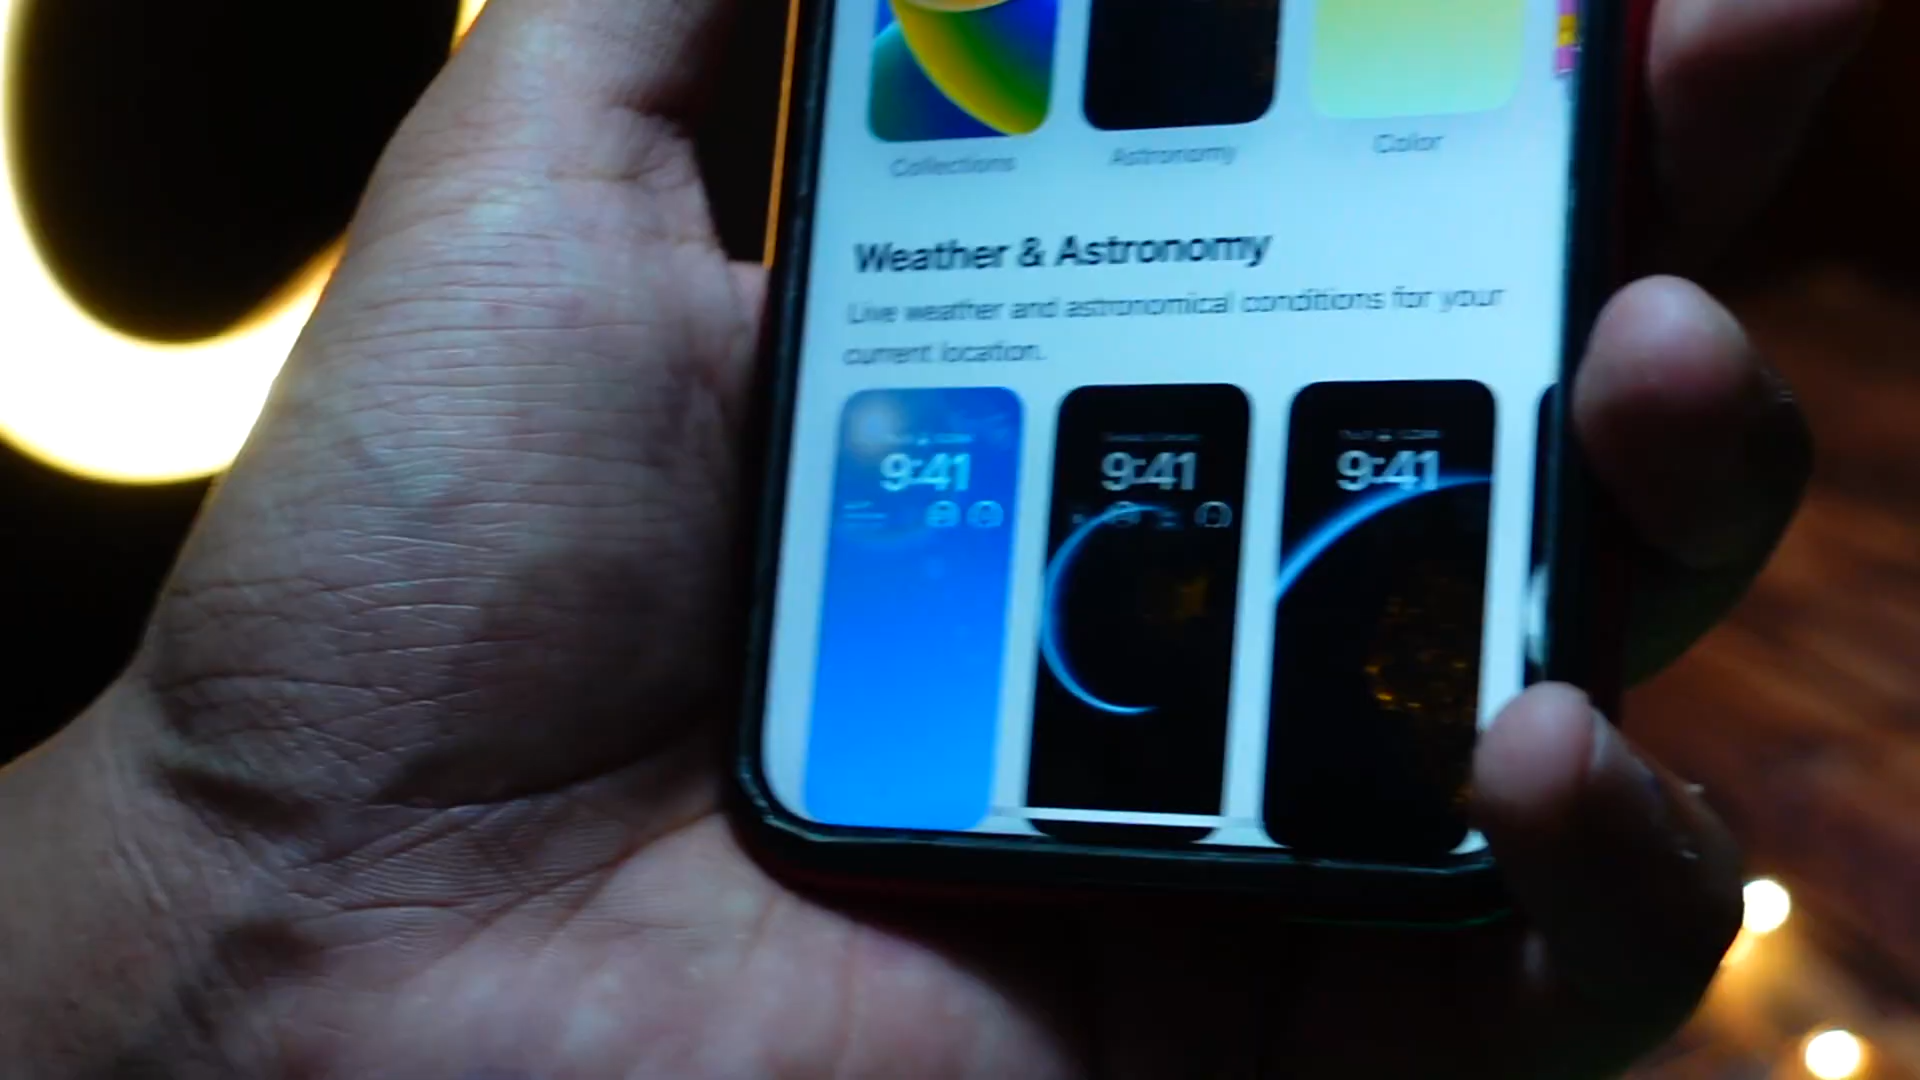 Collections
Astronomy
Color
Weather & Astronomy
Live weather and astronomical conditions for your
current location.
9:41
9:41
9:41